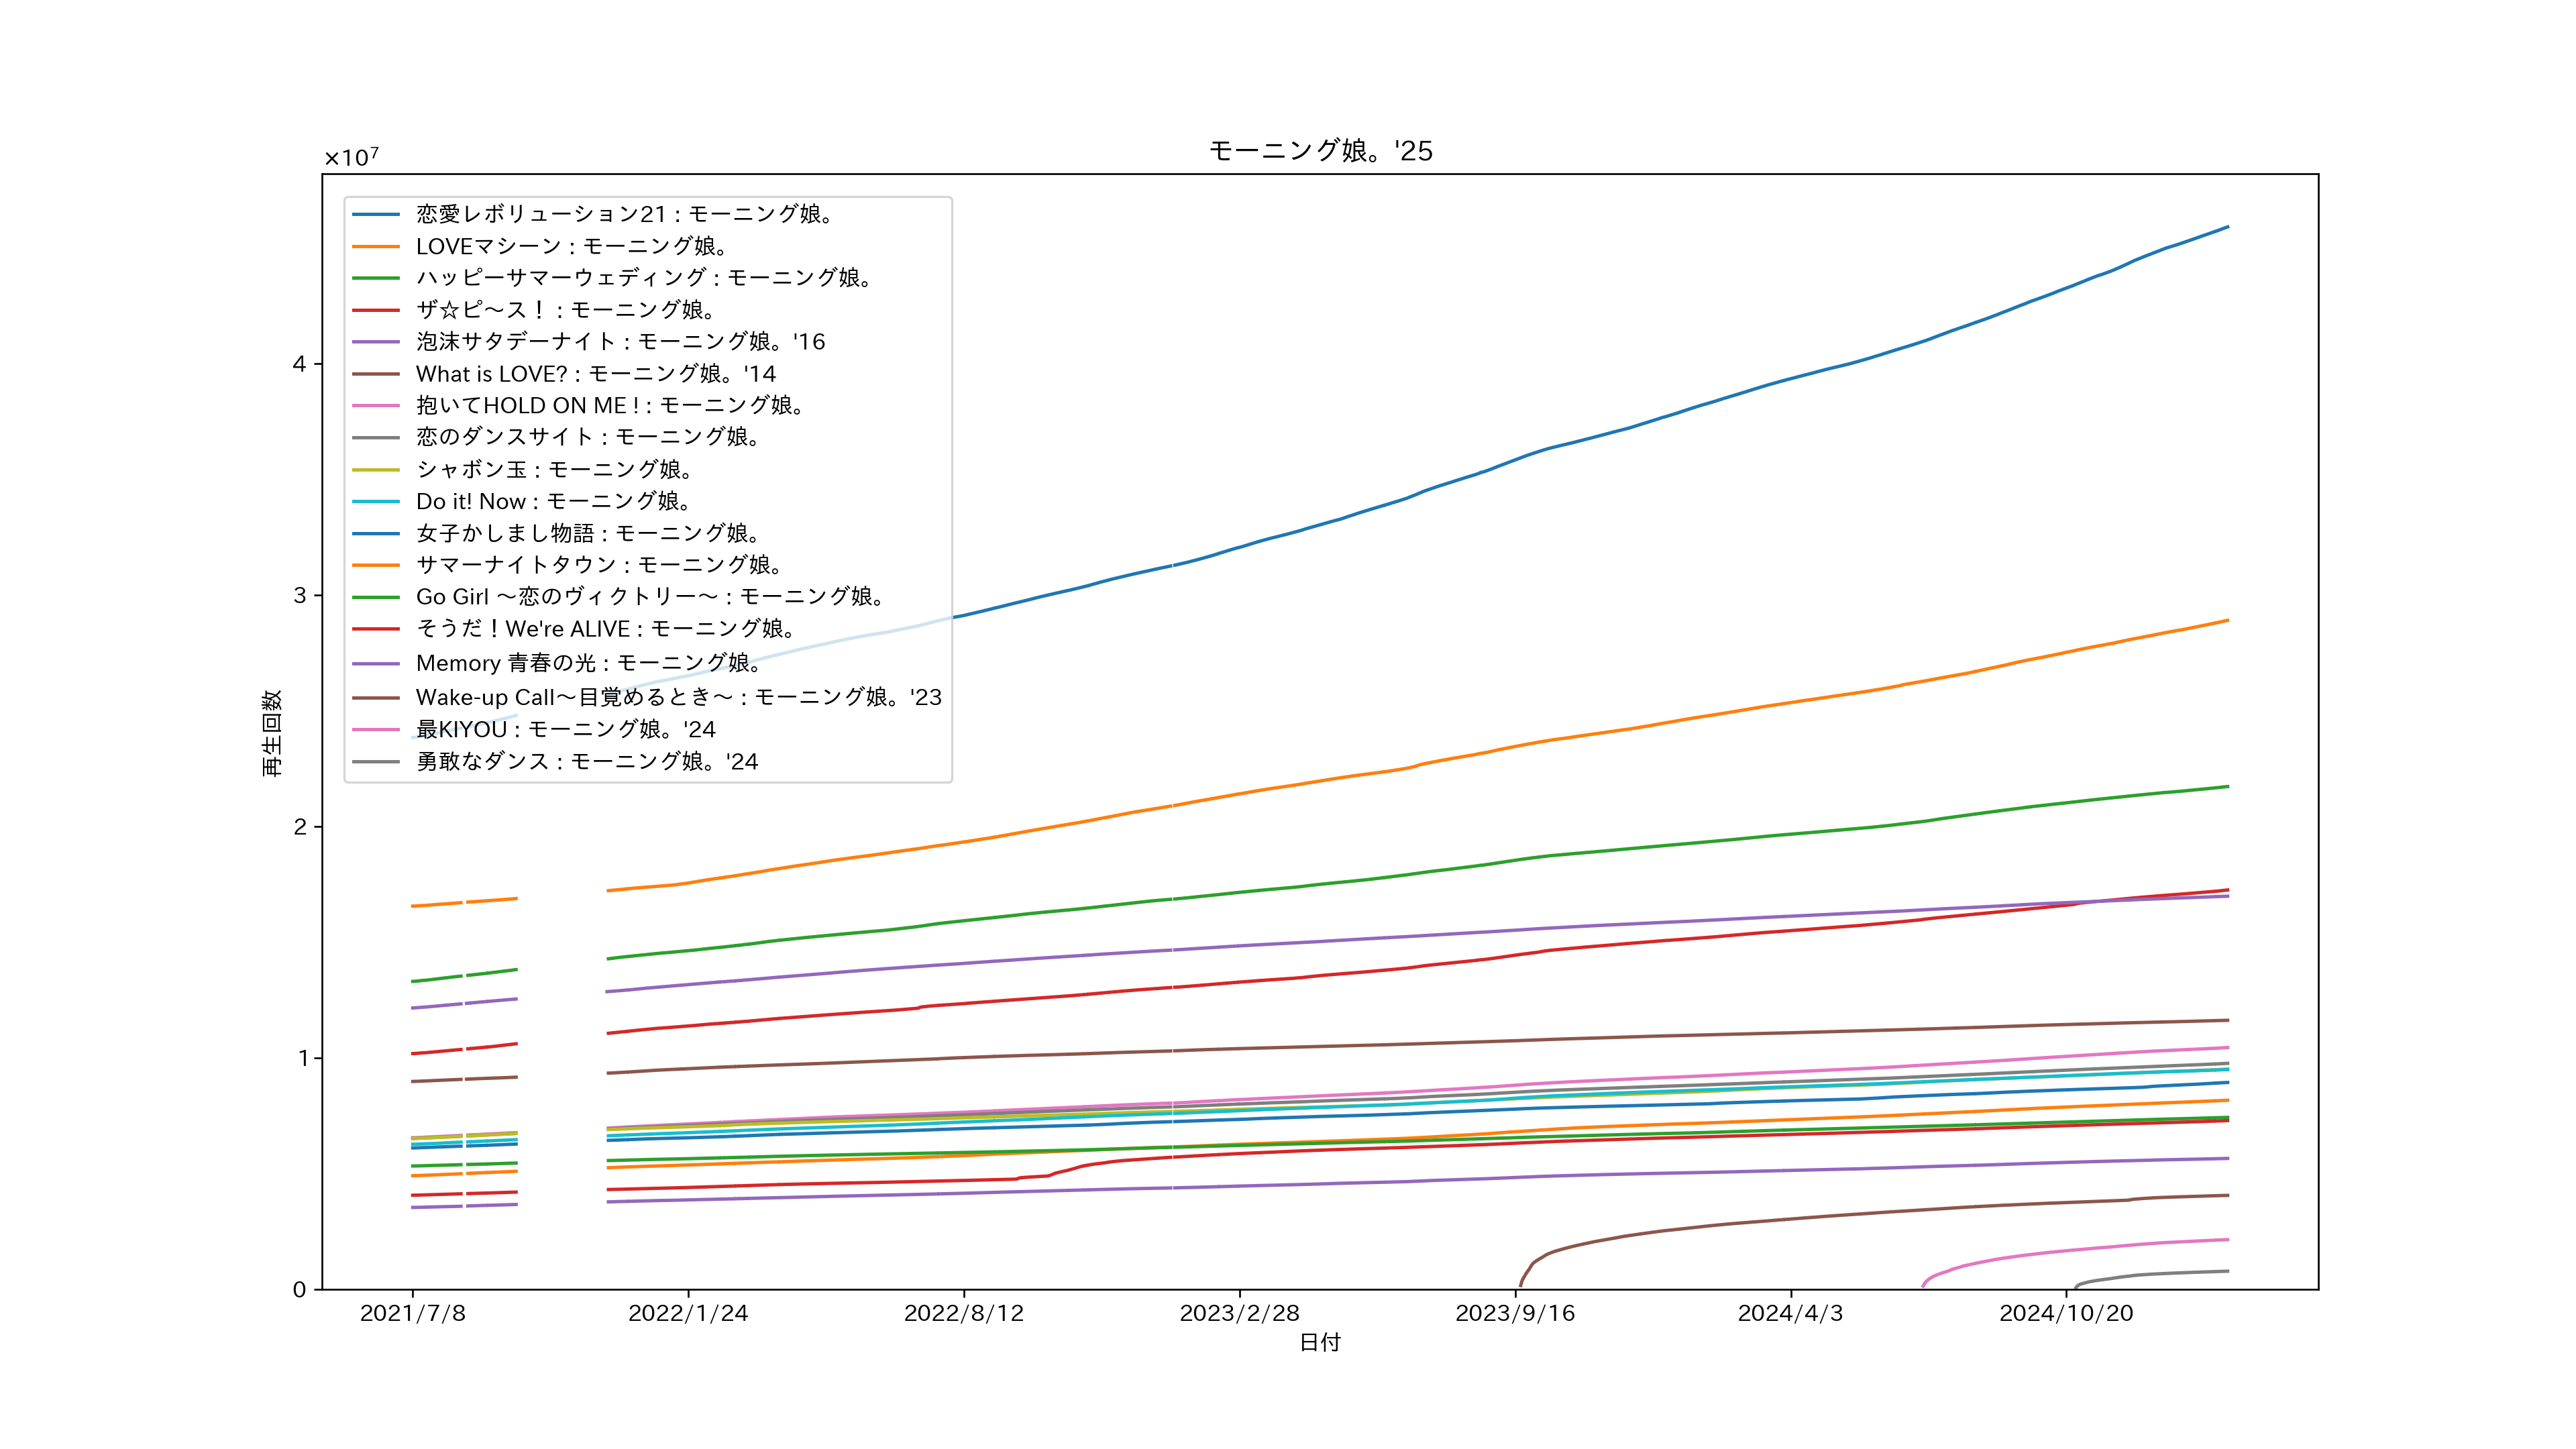 モーニング娘。'25
×10⁷
恋愛レボリューション21 : モーニング娘。
LOVEマシーン : モーニング娘。
ハッピーサマーウェディング : モーニング娘。
ザ☆ピ〜ス！ : モーニング娘。
泡沫サタデーナイト : モーニング娘。'16
What is LOVE? : モーニング娘。'14
抱いてHOLD ON ME ! : モーニング娘。
恋のダンスサイト : モーニング娘。
シャボン玉 : モーニング娘。
Do it! Now : モーニング娘。
女子かしまし物語 : モーニング娘。
サマーナイトタウン : モーニング娘。
Go Girl 〜恋のヴィクトリー〜 : モーニング娘。
そうだ！We're ALIVE : モーニング娘。
Memory 青春の光 : モーニング娘。
Wake-up Call〜目覚めるとき〜 : モーニング娘。'23
最KIYOU : モーニング娘。'24
勇敢なダンス : モーニング娘。'24
再生回数
4
3
2
1
0
2021/7/8 2022/1/24 2022/8/12 2023/2/28 2023/9/16 2024/4/3 2024/10/20
日付